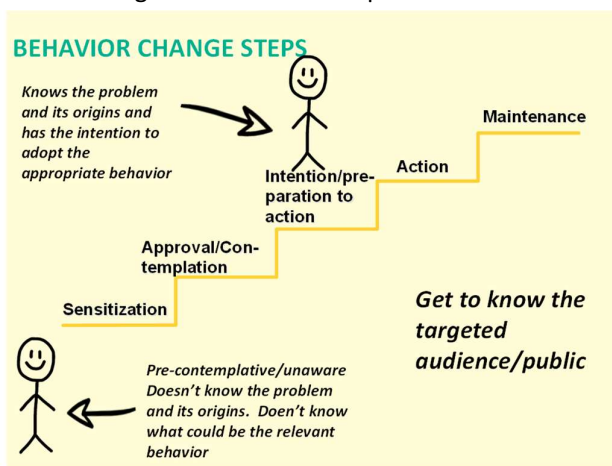 BEHAVIOR CHANGE STEPS
Knows the problem
and its origins and
has the intention to
adopt the
appropriate behavior
Maintenance
Action
Intention/pre-
paration to
action
Approval/Con-
templation
Sensitization
Get to know the
targeted
audience/public
Pre-contemplative/unaware
Doesn't know the problem
and its origins. Doen't know
what could be the relevant
behavior